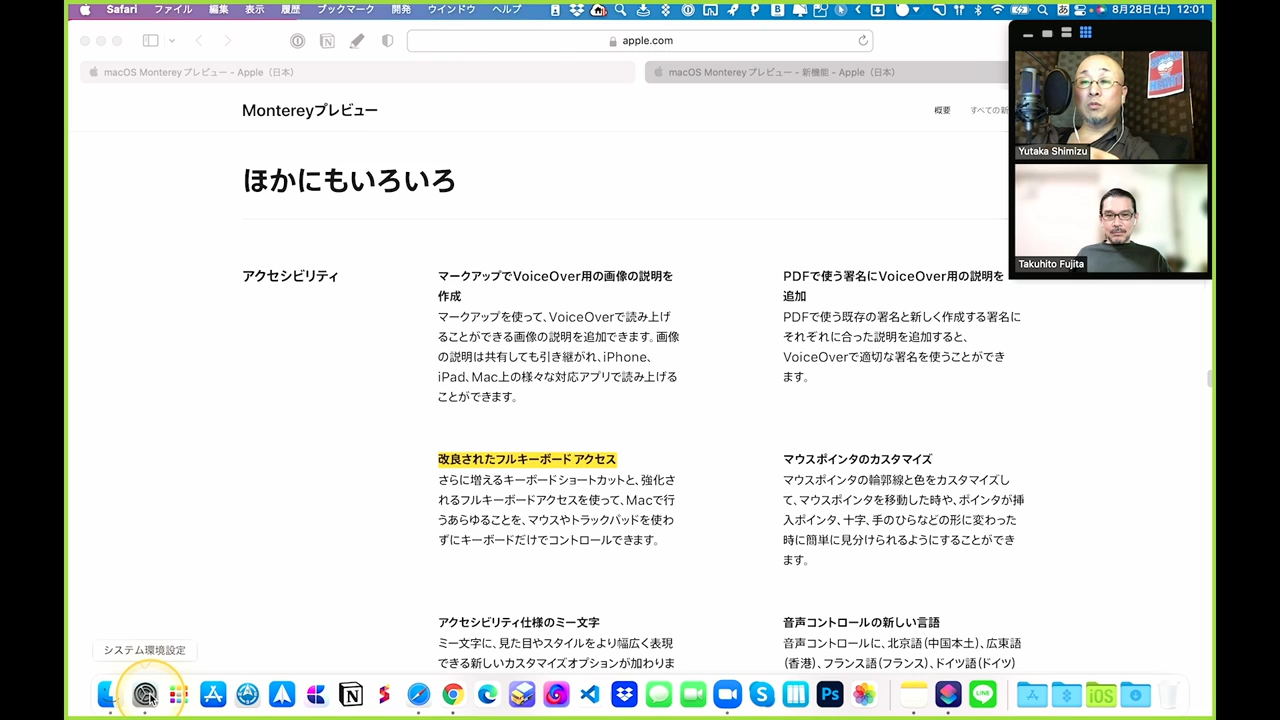 Safari ファイル 編集 表示 履歴 ブックマーク 開発 ウインドウ ヘルプ あ 8月28日(土) 12:01
apple.com
macOS Monterey プレビュー - Apple（日本）
macOS Monterey プレビュー - 新機能 - Apple（日本）
Montereyプレビュー
概要 すべての新
ほかにもいろいろ
アクセシビリティ
マークアップでVoiceOver用の画像の説明を
作成
マークアップを使って、VoiceOverで読み上げ
ることができる画像の説明を追加できます。画像
の説明は共有しても引き継がれ、iPhone、
iPad、Mac上の様々な対応アプリで読み上げる
ことができます。
PDFで使う署名にVoiceOver用の説明を
追加
PDFで使う既存の署名と新しく作成する署名に
それぞれに合った説明を追加すると、
VoiceOverで適切な署名を使うことができ
ます。
改良されたフルキーボードアクセス
さらに増えるキーボードショートカットと、強化さ
れるフルキーボードアクセスを使って、Macで行
うあらゆることを、マウスやトラックパッドを使わ
ずにキーボードだけでコントロールできます。
マウスポインタのカスタマイズ
マウスポインタの輪郭線と色をカスタマイズし
て、マウスポインタを移動した時や、ポインタが挿
入ポインタ、十字、手のひらなどの形に変わった
時に簡単に見分けられるようにすることができ
ます。
アクセシビリティ仕様のミー文字
ミー文字に、見た目やスタイルをより幅広く表現
できる新しいカスタマイズオプションが加わりま
音声コントロールの新しい言語
音声コントロールに、北京語(中国本土)、広東語
(香港)、フランス語(フランス)、ドイツ語(ドイツ)
Yutaka Shimizu
Takuhito Fujita
システム環境設定
Ps
LINE
iOS